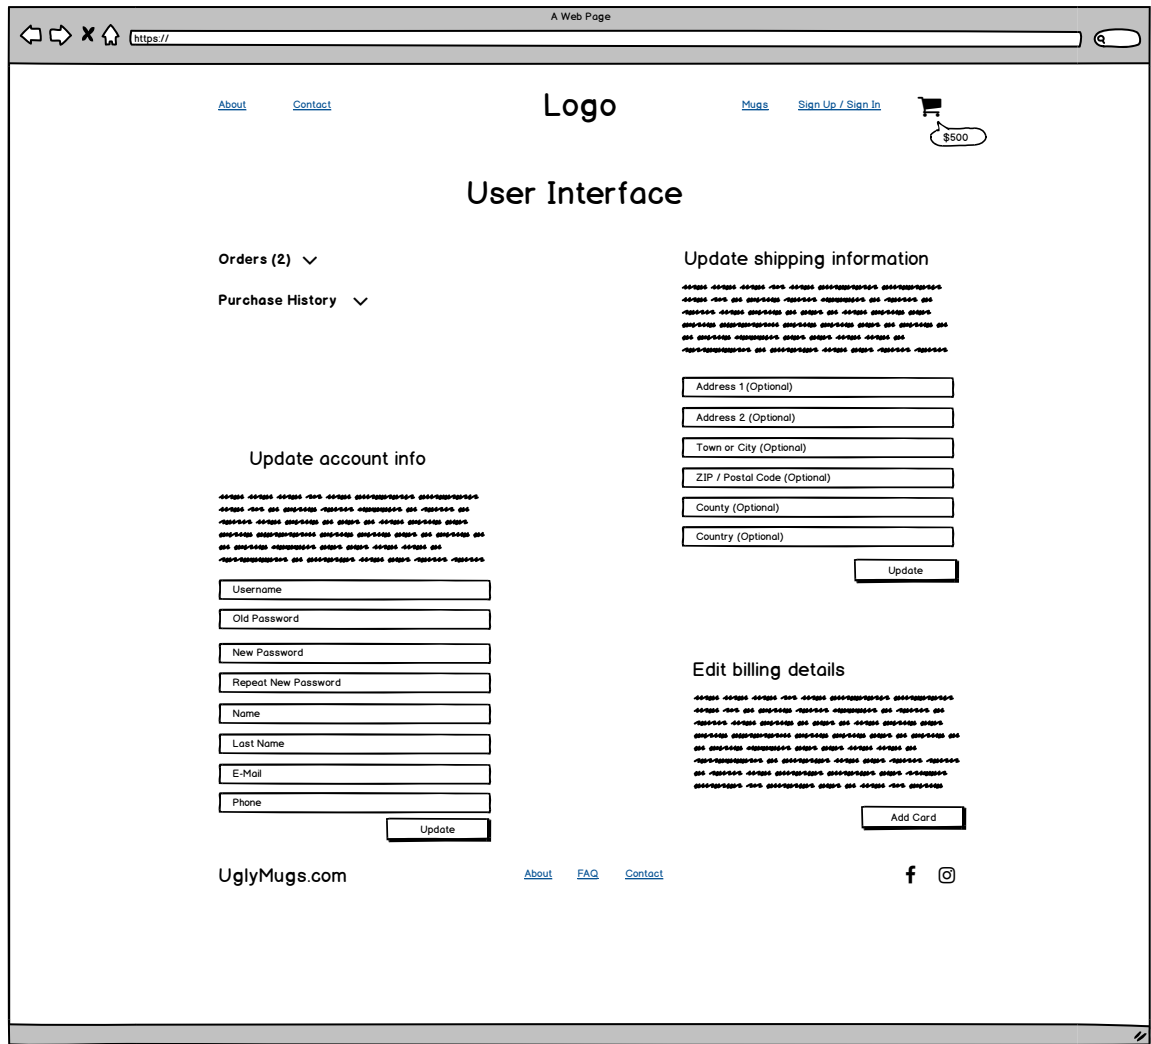 A Web Page
https://
About
Contact
Logo
Mugs
Sign Up / Sign In
$500
User Interface
Orders (2)
Purchase History
Update account info
Username
Old Password
New Password
Repeat New Password
Name
Last Name
E-Mail
Phone
Update
Update shipping information
Address 1 (Optional)
Address 2 (Optional)
Town or City (Optional)
ZIP / Postal Code (Optional)
County (Optional)
Country (Optional)
Update
Edit billing details
Add Card
UglyMugs.com
About
FAQ
Contact